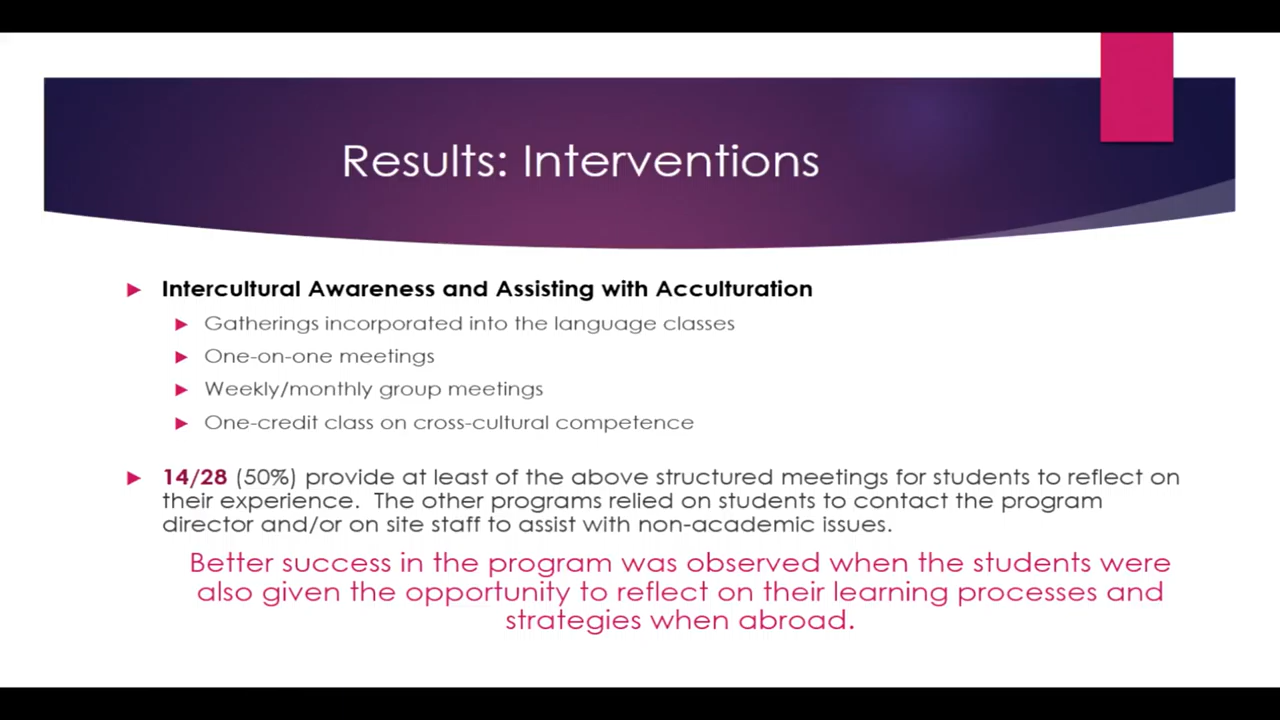 Results: Interventions
Intercultural Awareness and Assisting with Acculturation
Gatherings incorporated into the language classes
One-on-one meetings
Weekly/monthly group meetings
One-credit class on cross-cultural competence
14/28 (50%) provide at least of the above structured meetings for students to reflect on
their experience. The other programs relied on students to contact the program
director and/or on site staff to assist with non-academic issues.
Better success in the program was observed when the students were
also given the opportunity to reflect on their learning processes and
strategies when abroad.